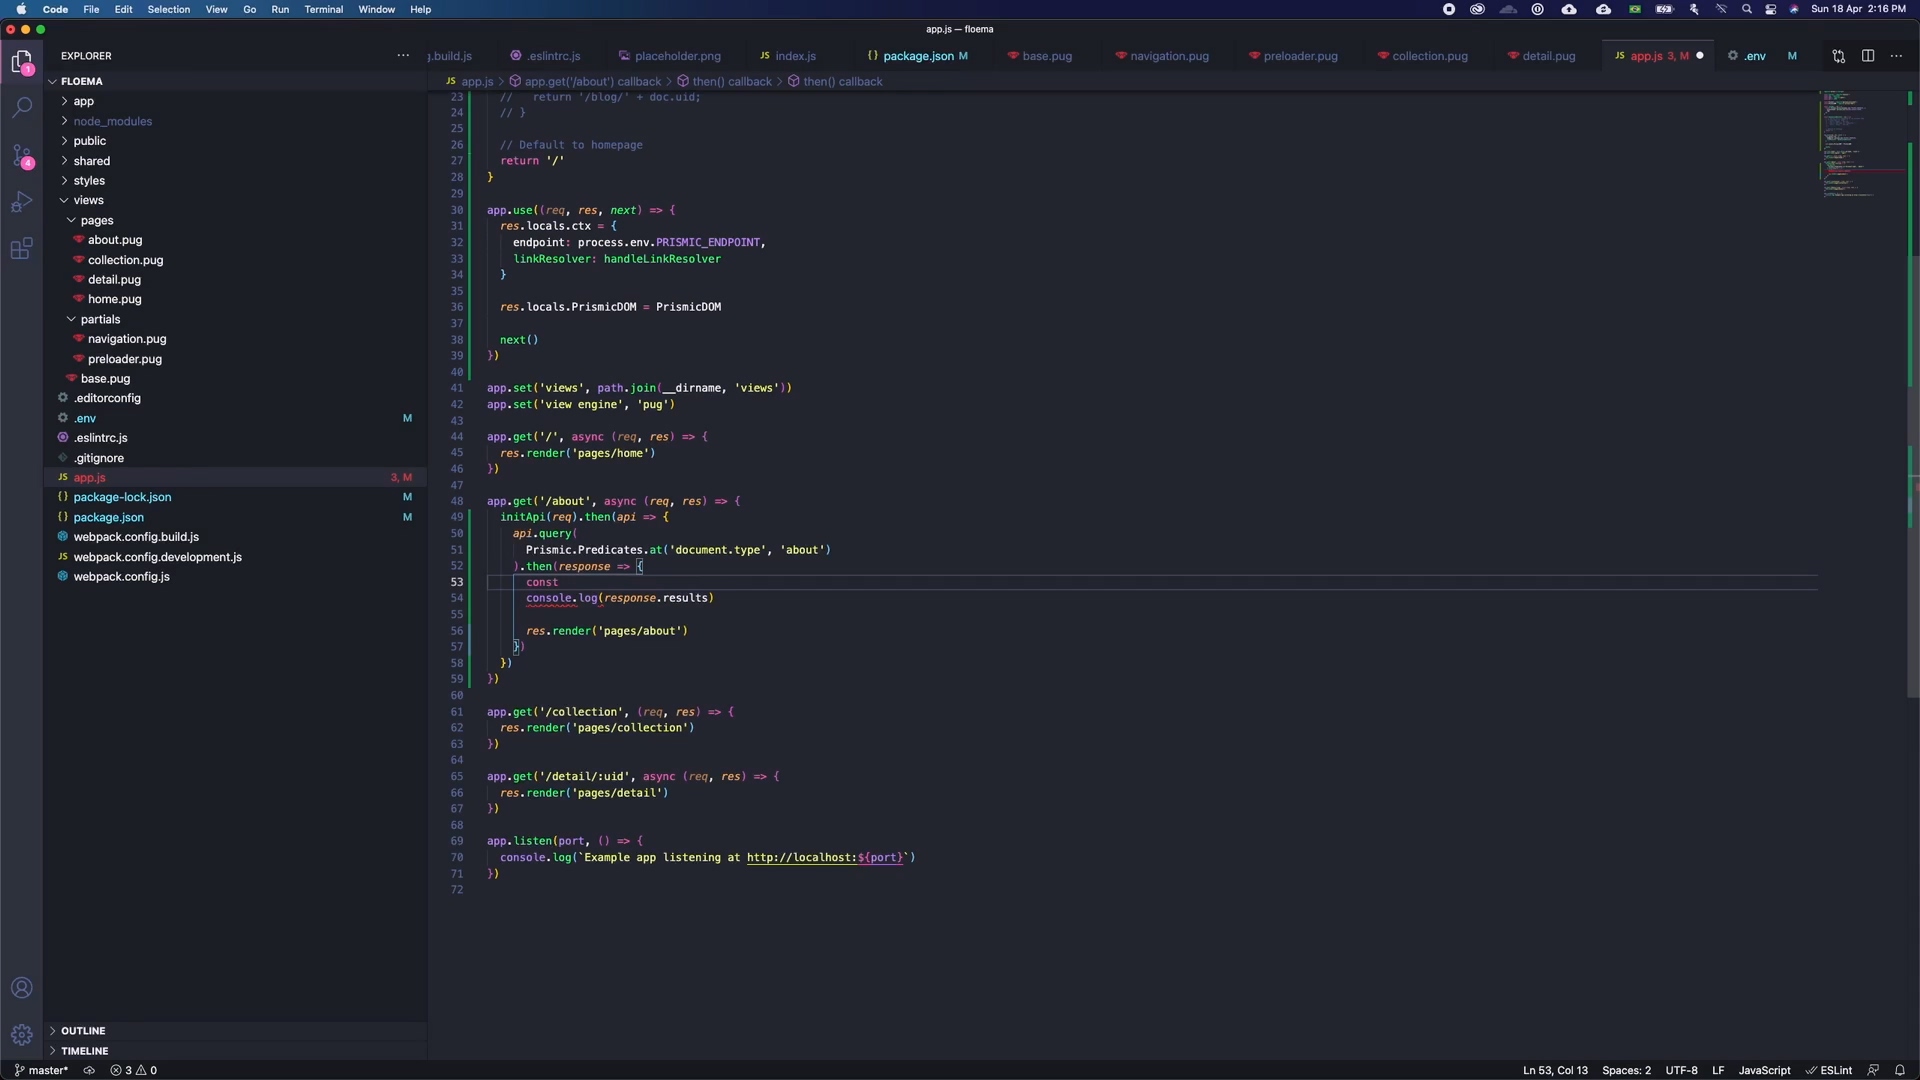 Code File Edit Selection View Go Run Terminal Window Help Sun 18 Apr 2:16 PM
app.js — floema
EXPLORER
g.build.js .eslintrc.js placeholder.png JS index.js {} package.json M base.pug navigation.pug preloader.pug collection.pug detail.pug JS app.js 3, M .env M
JS app.js > app.get('/about') callback > then() callback > then() callback
FLOEMA
app
node_modules
public
shared
styles
views
pages
about.pug
collection.pug
detail.pug
home.pug
partials
navigation.pug
preloader.pug
base.pug
.editorconfig
.env M
.eslintrc.js
.gitignore
JS app.js 3, M
{} package-lock.json M
{} package.json M
webpack.config.build.js
JS webpack.config.development.js
webpack.config.js
OUTLINE
TIMELINE
1
4
23 //   return '/blog/' + doc.uid;
24 // }
25
26 // Default to homepage
27 return '/'
28 }
29
30 app.use((req, res, next) => {
31 res.locals.ctx = {
32 endpoint: process.env.PRISMIC_ENDPOINT,
33 linkResolver: handleLinkResolver
34 }
35
36 res.locals.PrismicDOM = PrismicDOM
37
38 next()
39 })
40
41 app.set('views', path.join(__dirname, 'views'))
42 app.set('view engine', 'pug')
43
44 app.get('/', async (req, res) => {
45 res.render('pages/home')
46 })
47
48 app.get('/about', async (req, res) => {
49 initApi(req).then(api => {
50 api.query(
51 Prismic.Predicates.at('document.type', 'about')
52 ).then(response => {
53 const
54 console.log(response.results)
55
56 res.render('pages/about')
57 })
58 })
59 })
60
61 app.get('/collection', (req, res) => {
62 res.render('pages/collection')
63 })
64
65 app.get('/detail/:uid', async (req, res) => {
66 res.render('pages/detail')
67 })
68
69 app.listen(port, () => {
70 console.log(`Example app listening at http://localhost:${port}`)
71 })
72
master* 3 0 Ln 53, Col 13 Spaces: 2 UTF-8 LF JavaScript ESLint